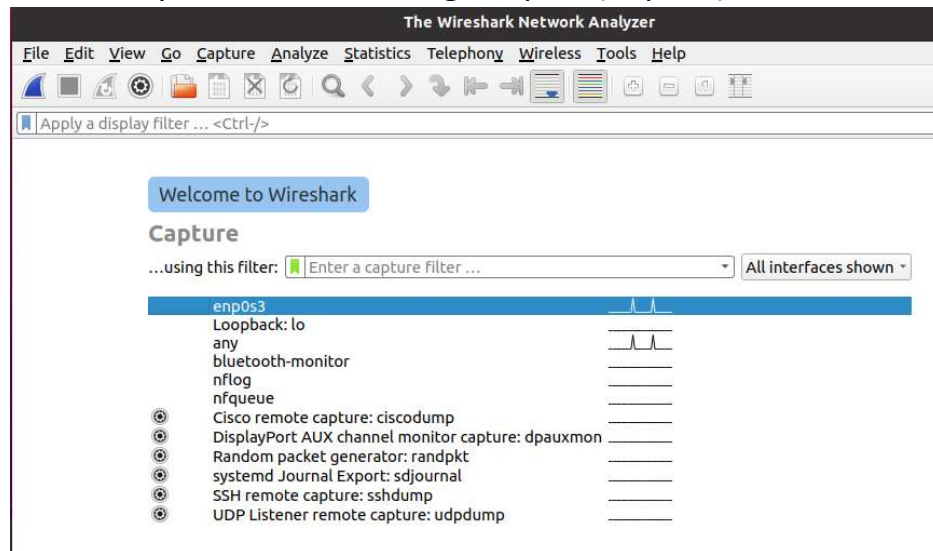 The Wireshark Network Analyzer
File Edit View Go Capture Analyze Statistics Telephony Wireless Tools Help
Apply a display filter ... <Ctrl-/>
Welcome to Wireshark
Capture
...using this filter: Enter a capture filter ... All interfaces shown
enp0s3
Loopback: lo
any
bluetooth-monitor
nflog
nfqueue
Cisco remote capture: ciscodump
DisplayPort AUX channel monitor capture: dpauxmon
Random packet generator: randpkt
systemd Journal Export: sdjournal
SSH remote capture: sshdump
UDP Listener remote capture: udpdump